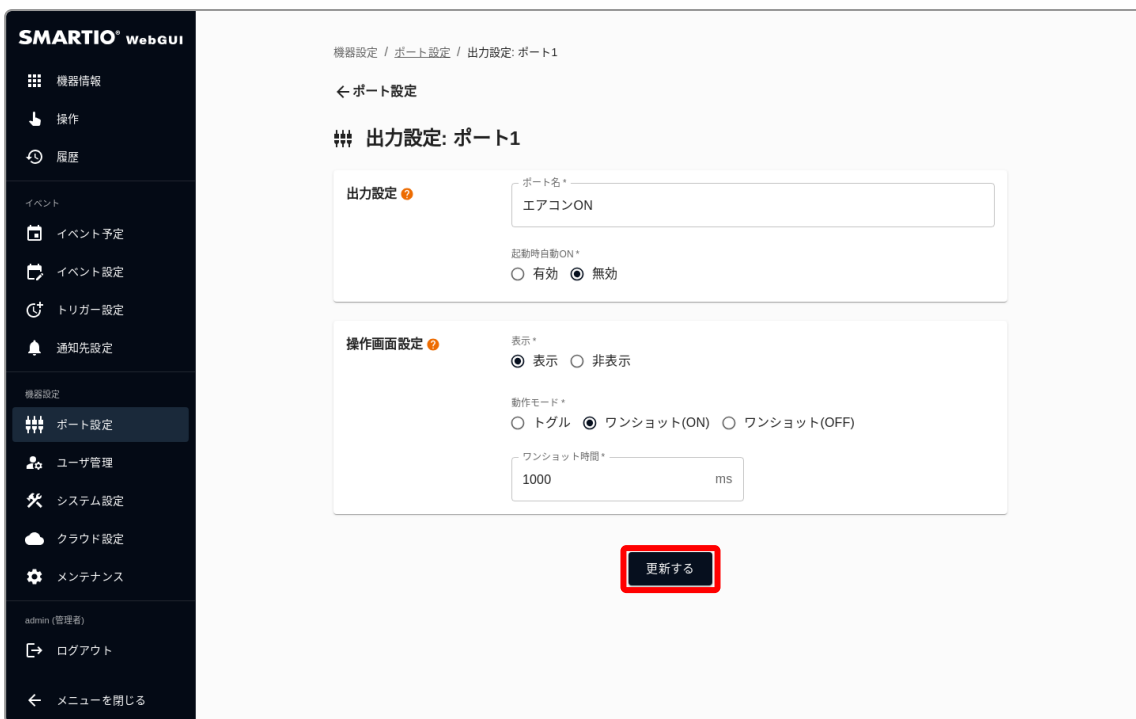 SMARTIO® WebGUI
機器情報
操作
履歴
イベント
イベント予定
イベント設定
トリガー設定
通知先設定
機器設定
ポート設定
ユーザ管理
システム設定
クラウド設定
メンテナンス
admin (管理者)
ログアウト
メニューを閉じる
機器設定 / ポート設定 / 出力設定: ポート1
←ポート設定
出力設定: ポート1
出力設定 ?
ポート名 *
エアコンON
起動時自動ON *
有効 無効
操作画面設定 ?
表示 *
表示 非表示
動作モード *
トグル ワンショット(ON) ワンショット(OFF)
ワンショット時間 *
1000 ms
更新する